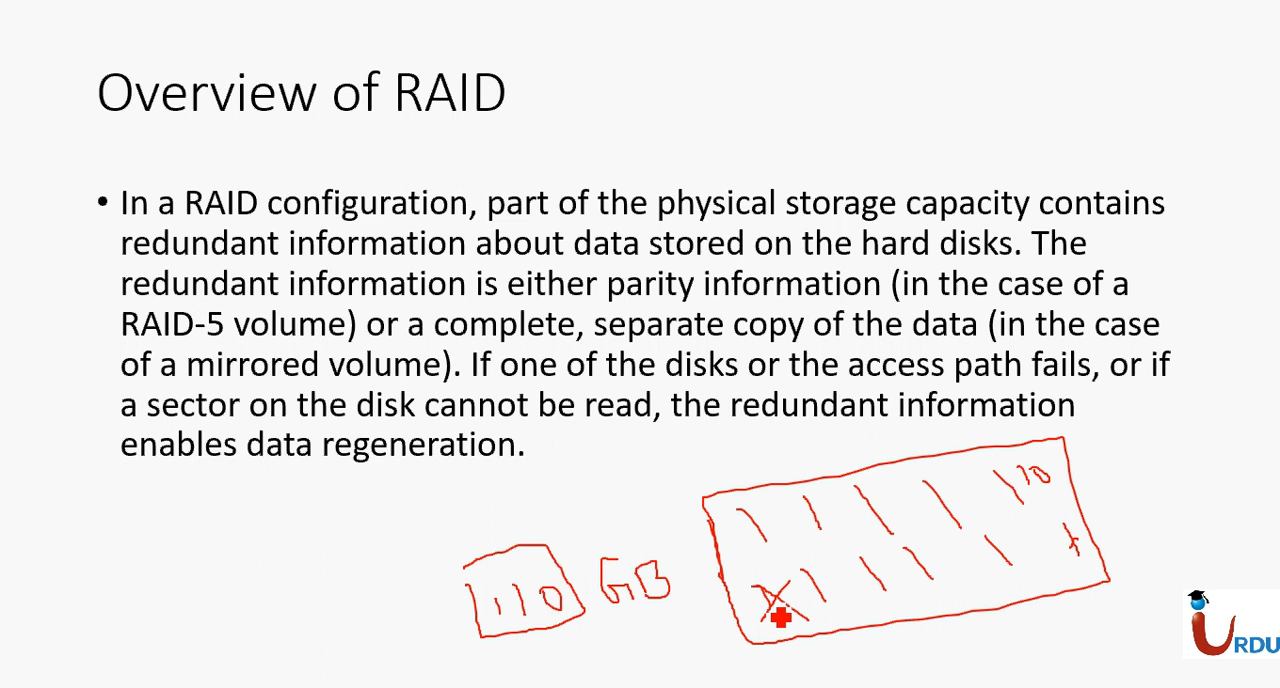 Overview of RAID
• In a RAID configuration, part of the physical storage capacity contains
redundant information about data stored on the hard disks. The
redundant information is either parity information (in the case of a
RAID-5 volume) or a complete, separate copy of the data (in the case
of a mirrored volume). If one of the disks or the access path fails, or if
a sector on the disk cannot be read, the redundant information
enables data regeneration.
110 GB
URDU